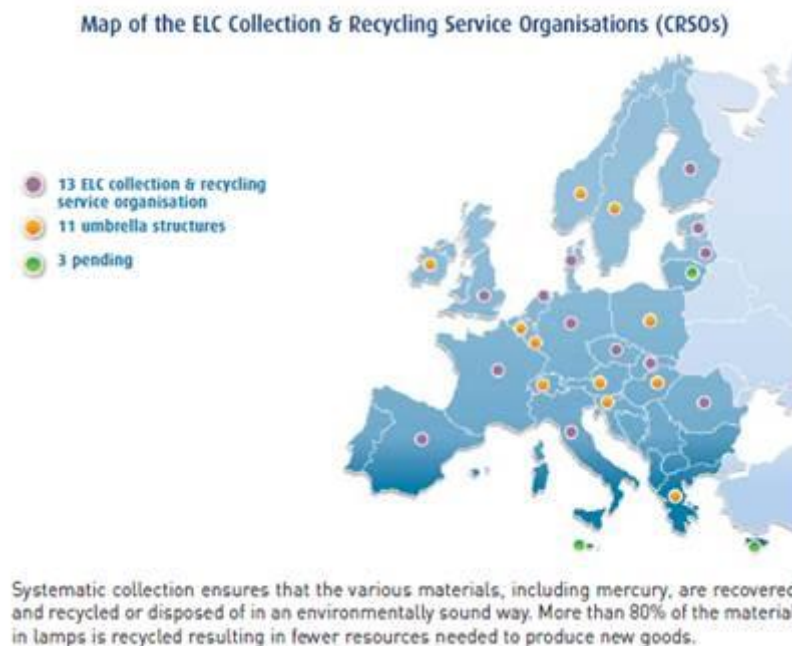 Map of the ELC Collection & Recycling Service Organisations (CRSOs)
13 ELC collection & recycling
service organisation
11 umbrella structures
3 pending
Systematic collection ensures that the various materials, including mercury, are recovered
and recycled or disposed of in an environmentally sound way. More than 80% of the material
in lamps is recycled resulting in fewer resources needed to produce new goods.